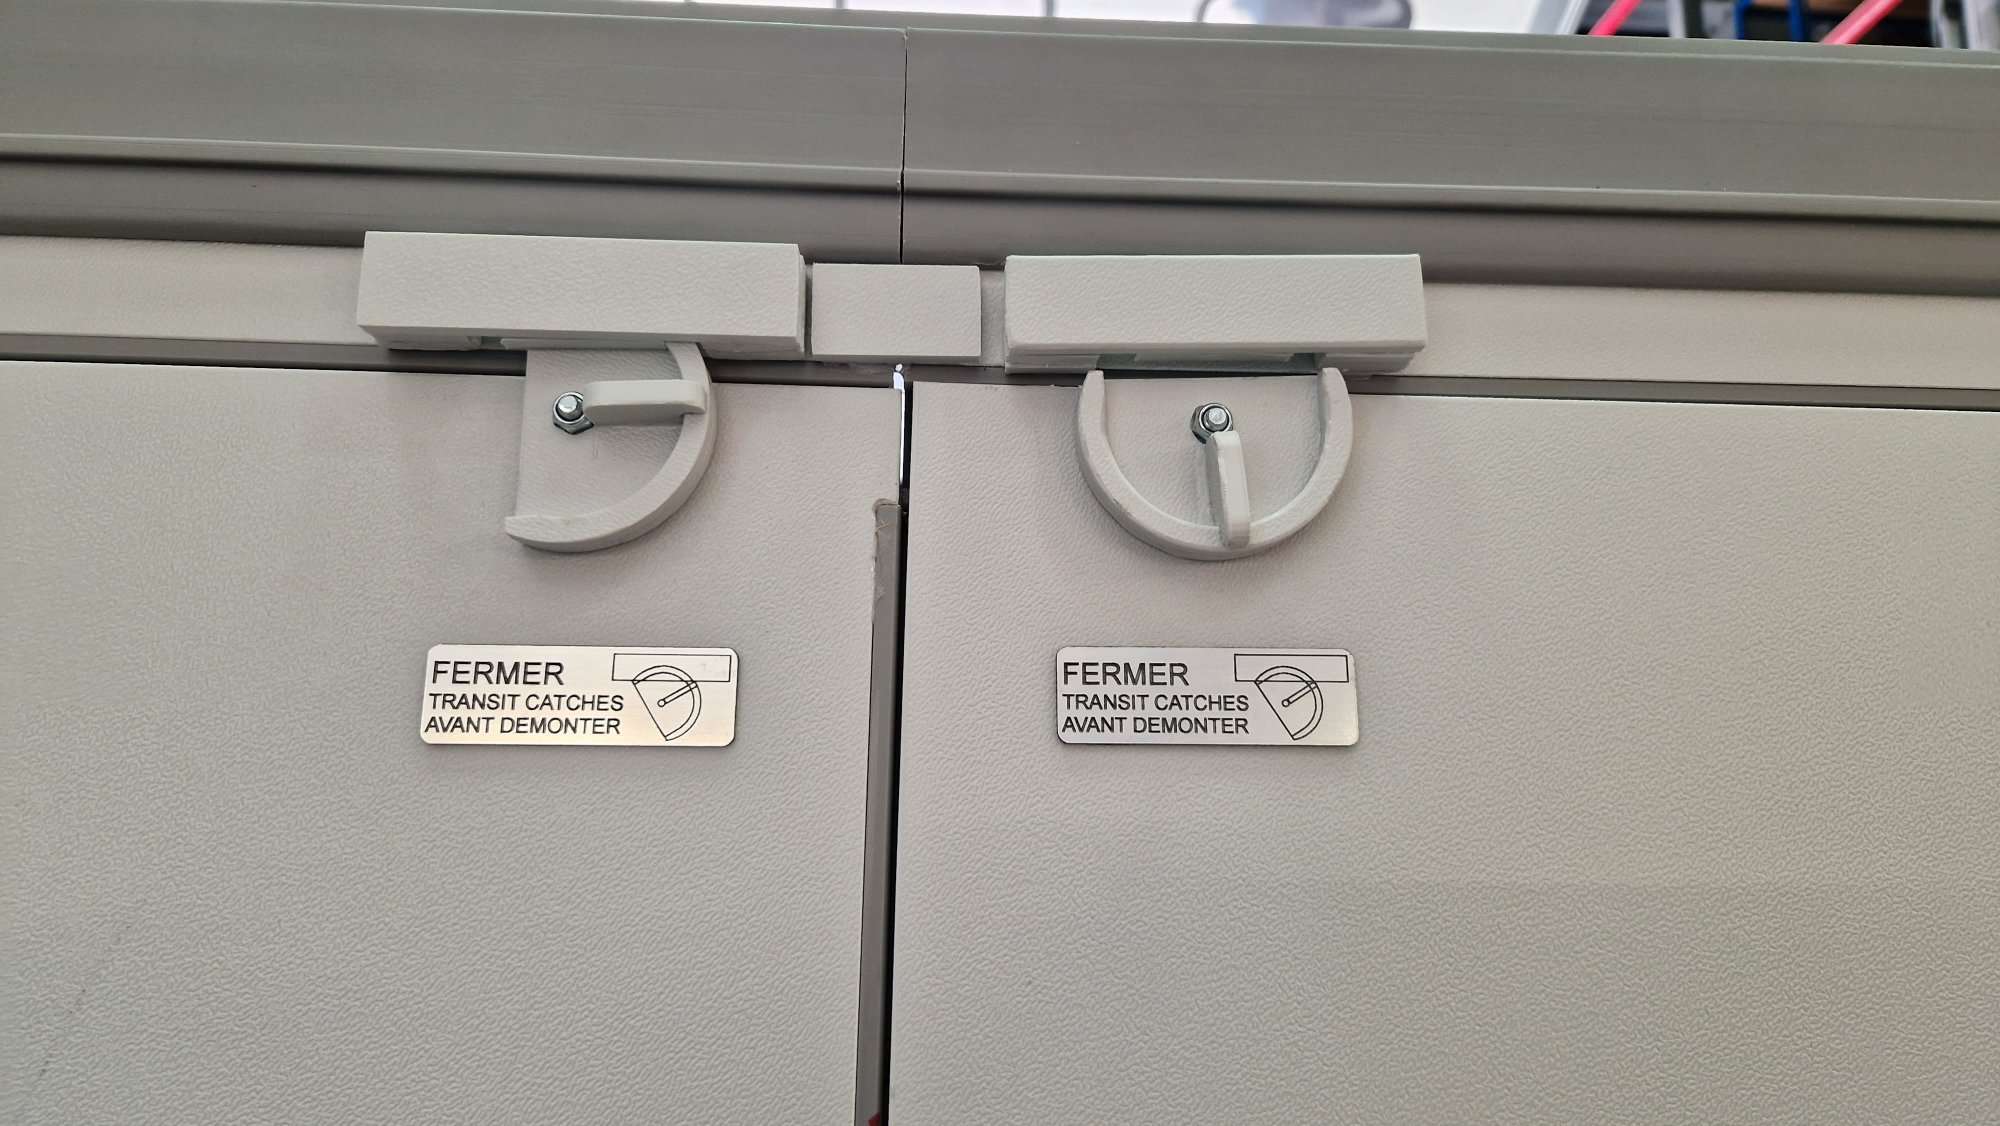 FERMER
TRANSIT CATCHES
AVANT DEMONTER
FERMER
TRANSIT CATCHES
AVANT DEMONTER